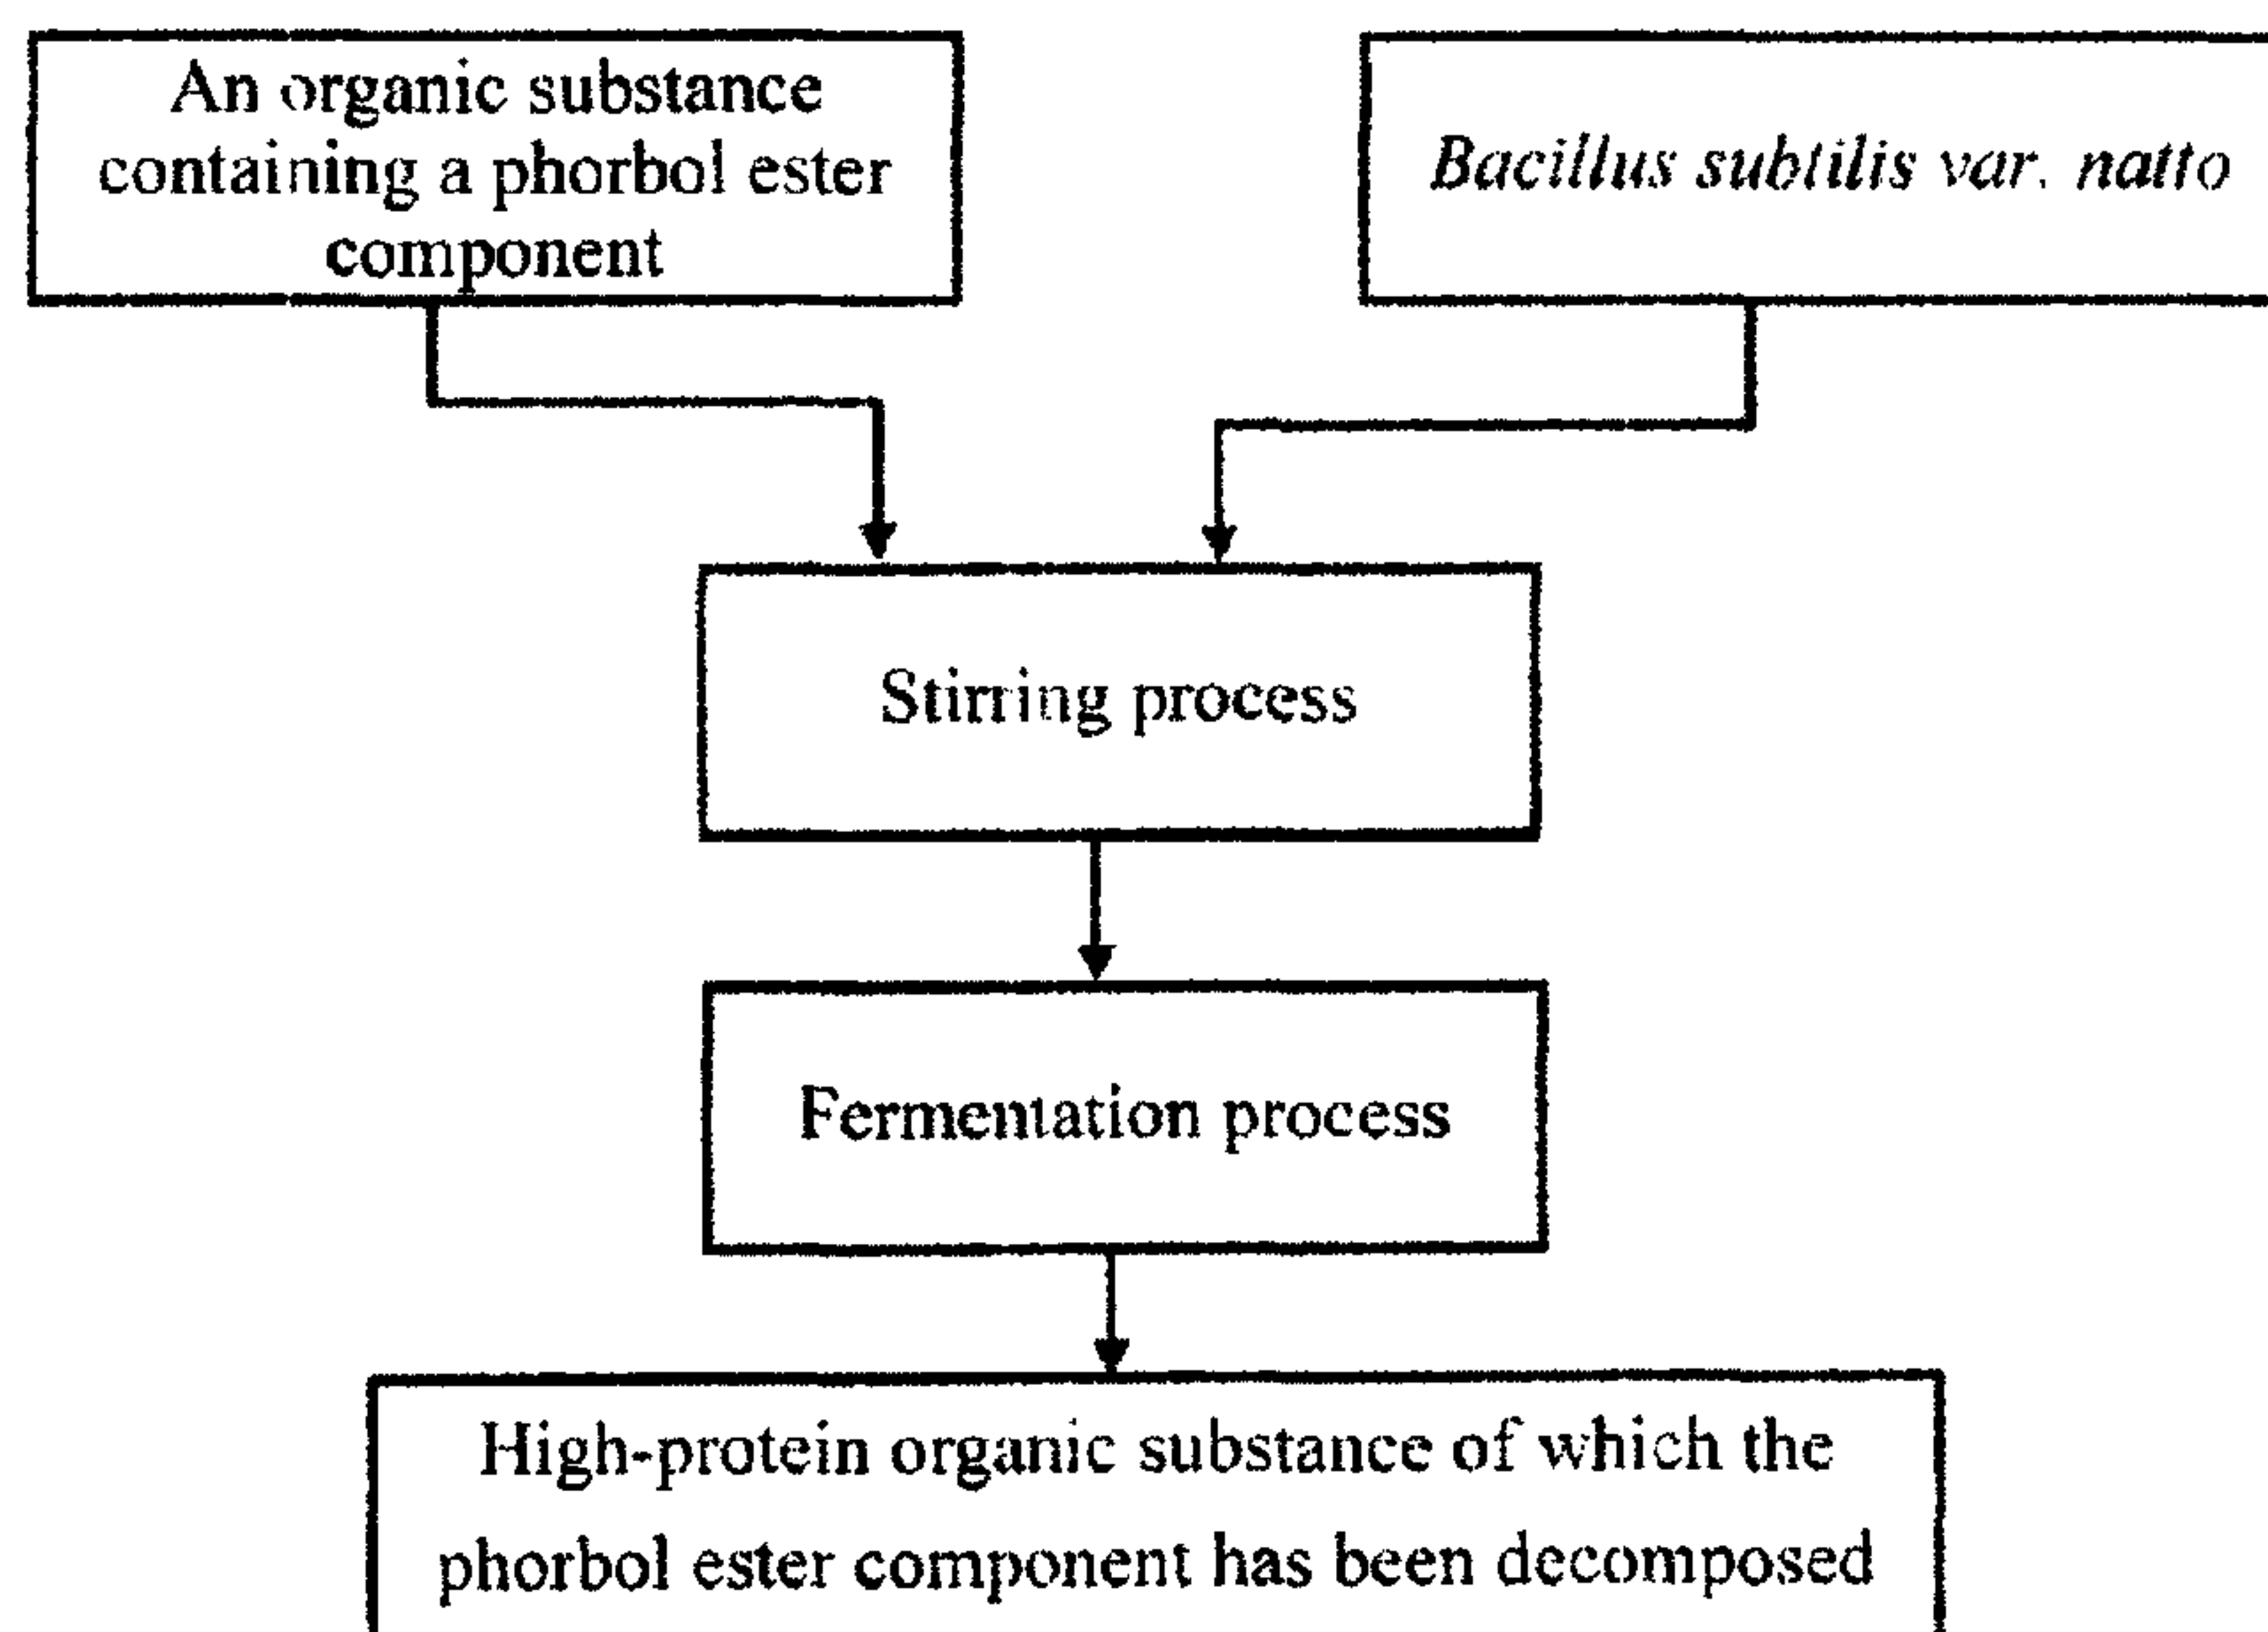 An organic substance
containing a phorbol ester
component
Bacillus subtilis var. natto
Stirring process
Fermentation process
High-protein organic substance of which the
phorbol ester component has been decomposed